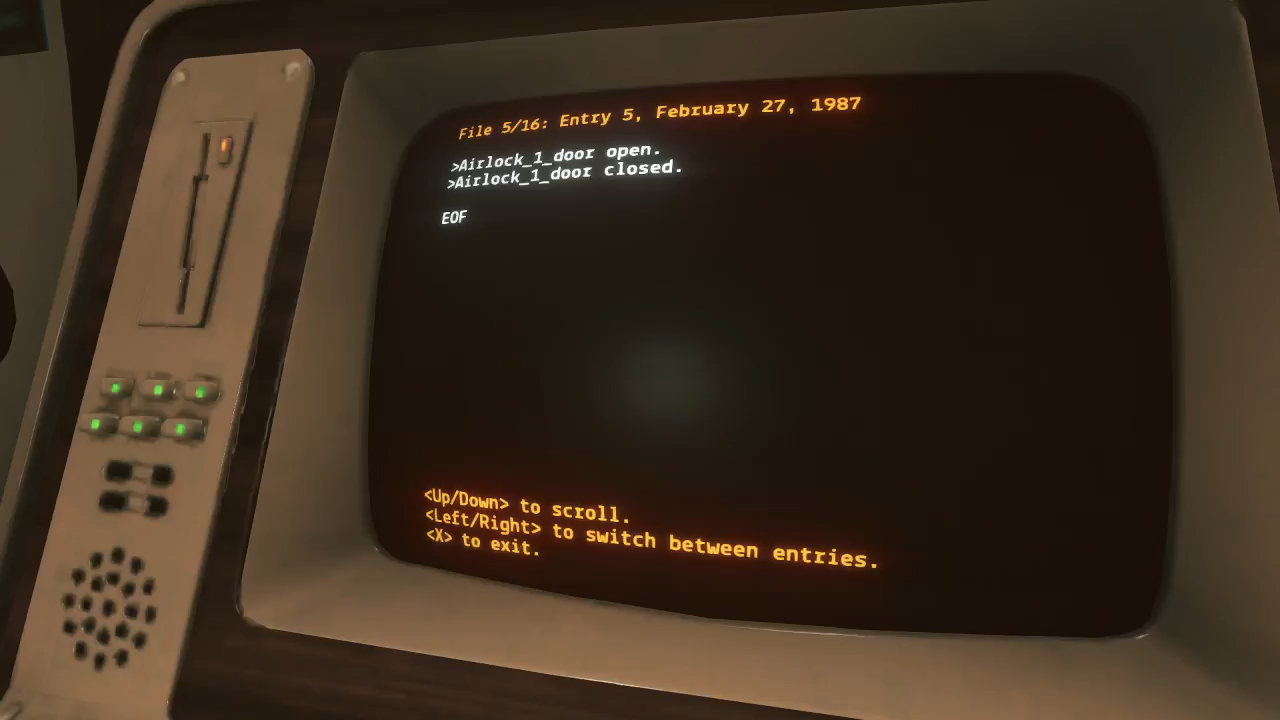 File 5/16: Entry 5, February 27, 1987
>Airlock_1_door open.
>Airlock_1_door closed.
EOF
<Up/Down> to scroll.
<Left/Right> to switch between entries.
<X> to exit.